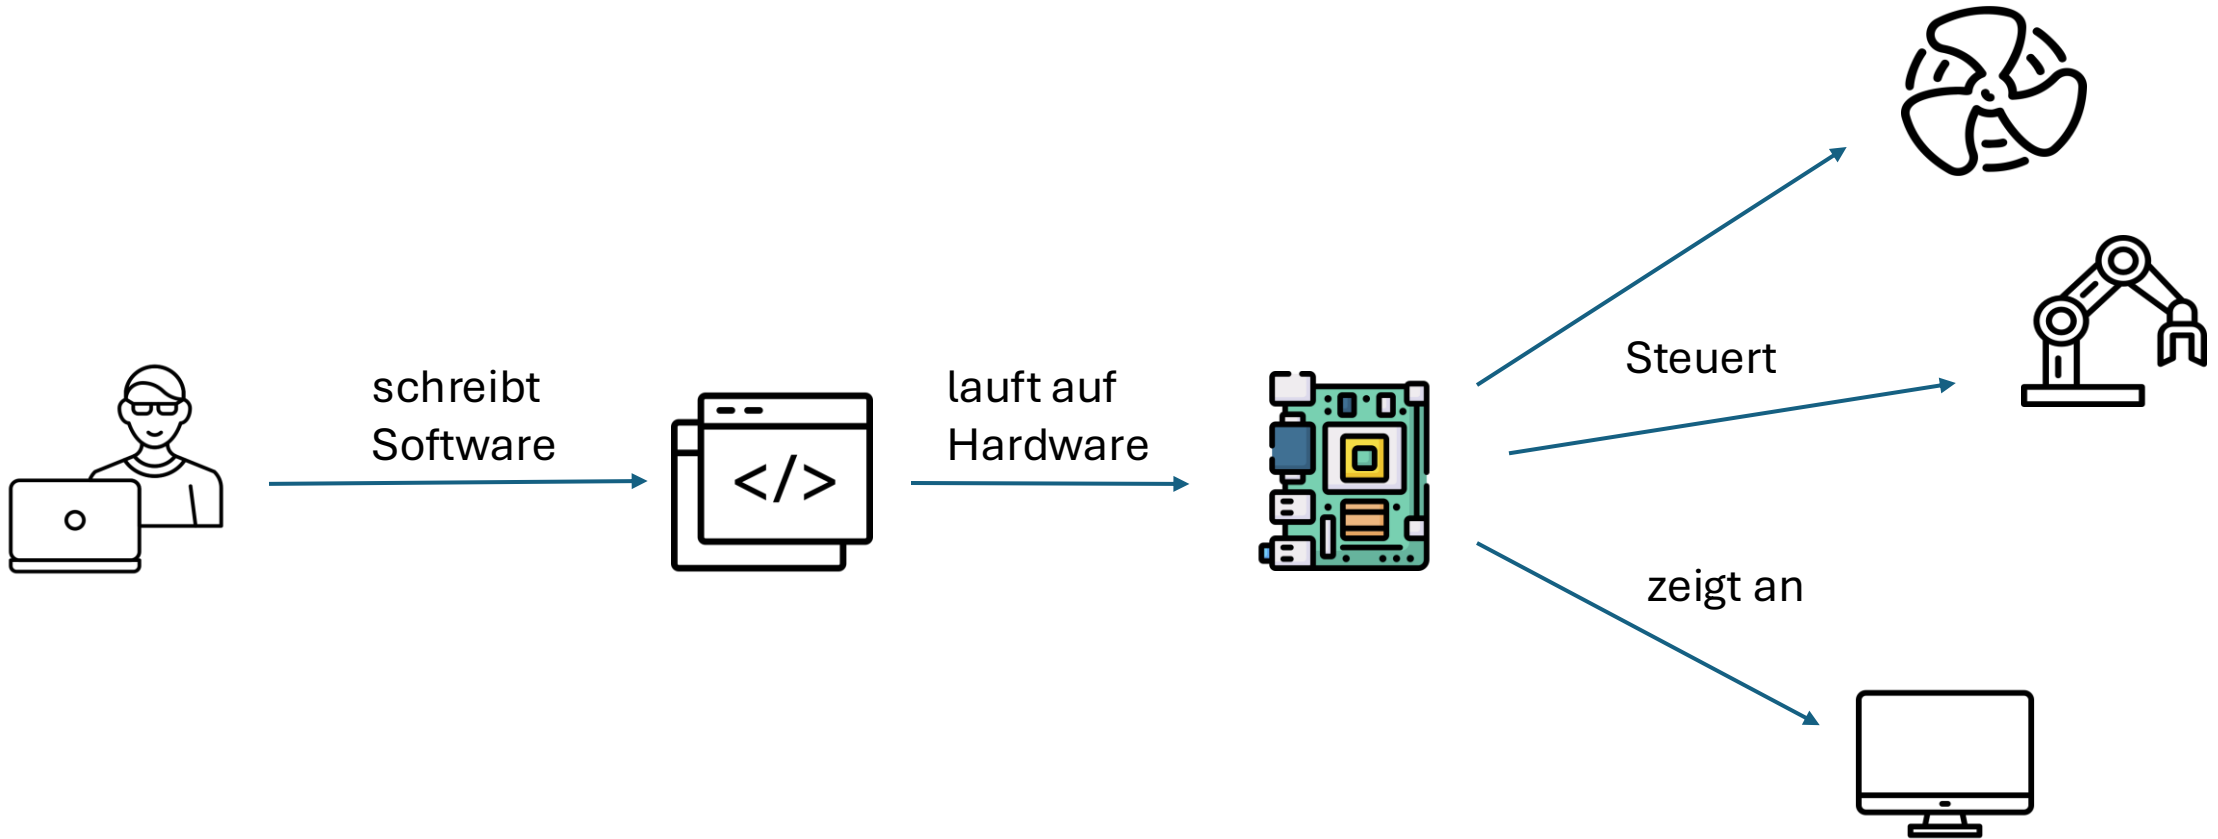 schreibt
Software
</>
lauft auf
Hardware
Steuert
zeigt an